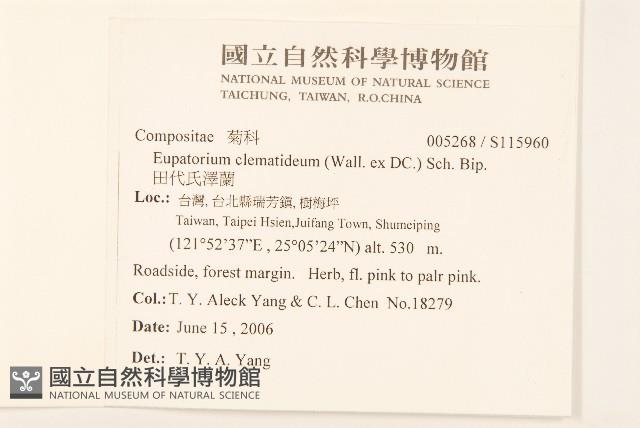 國立自然科學博物館
NATIONAL MUSEUM OF NATURAL SCIENCE
TAICHUNG, TAIWAN, R.O.CHINA
Compositae 菊科 005268 / S115960
Eupatorium clematideum (Wall. ex DC.) Sch. Bip.
田代氏澤蘭
Loc.: 台灣, 台北縣瑞芳鎮, 樹梅坪
Taiwan, Taipei Hsien,Juifang Town, Shumeiping
(121°52'37”E , 25°05'24”N) alt. 530 m.
Roadside, forest margin. Herb, fl. pink to palr pink.
Col.: T. Y. Aleck Yang & C. L. Chen No.18279
Date: June 15 , 2006
Det.: T. Y. A. Yang
國立自然科學博物館
NATIONAL MUSEUM OF NATURAL SCIENCE